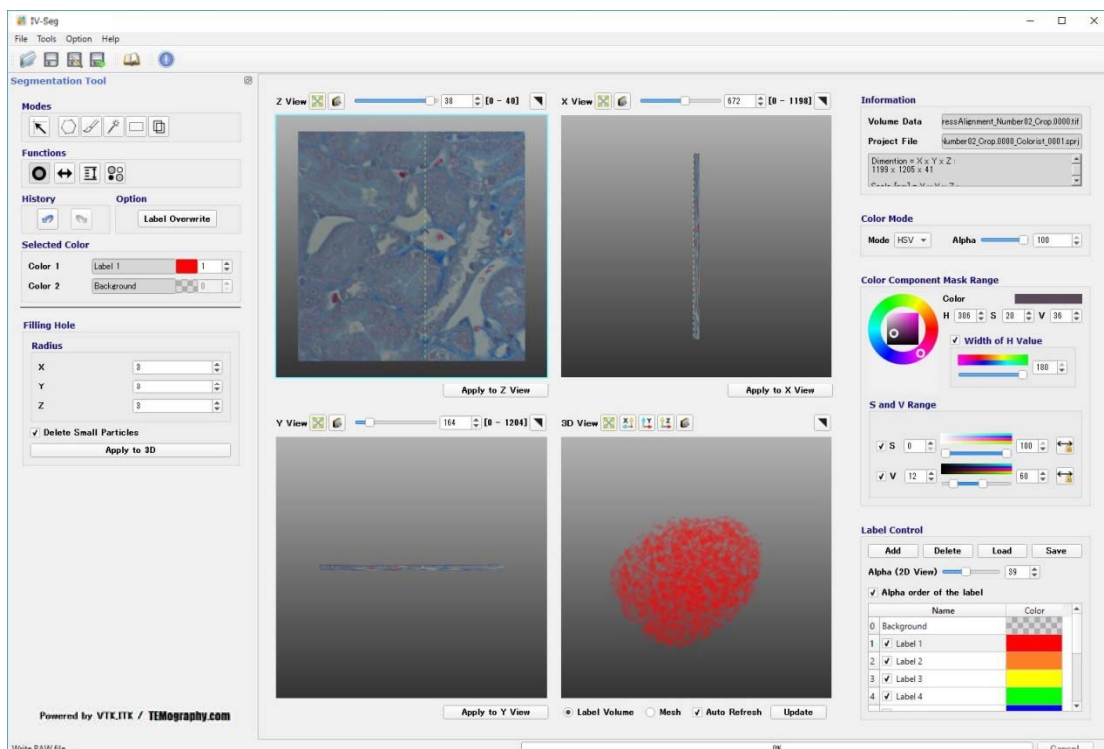 IV-Seg
File Tools Option Help
Segmentation Tool
Modes
Functions
History Option
Label Overwrite
Selected Color
Color 1 Label 1 1
Color 2 Background 0
Filling Hole
Radius
X 3
Y 3
Z 3
Delete Small Particles
Apply to 3D
Powered by VTK,ITK / TEMography.com
Write RAW file
Z View 38 [0 - 40]
X View 672 [0 - 1198]
Apply to Z View
Apply to X View
Y View 164 [0 - 1204]
3D View
Apply to Y View
Label Volume Mesh Auto Refresh Update
0%
Cancel
Information
Volume Data ressAlignment_Number02_Crop.0000.tif
Project File Number02_Crop.0000_Colorist_0001.sprj
Dimention = X x Y x Z :
1199 x 1205 x 41
Color Mode
Mode HSV Alpha 100
Color Component Mask Range
Color
H 306 S 20 V 36
Width of H Value
180
S and V Range
S 0 100
V 12 60
Label Control
Add Delete Load Save
Alpha (2D View) 39
Alpha order of the label
Name Color
0 Background
1 Label 1
2 Label 2
3 Label 3
4 Label 4